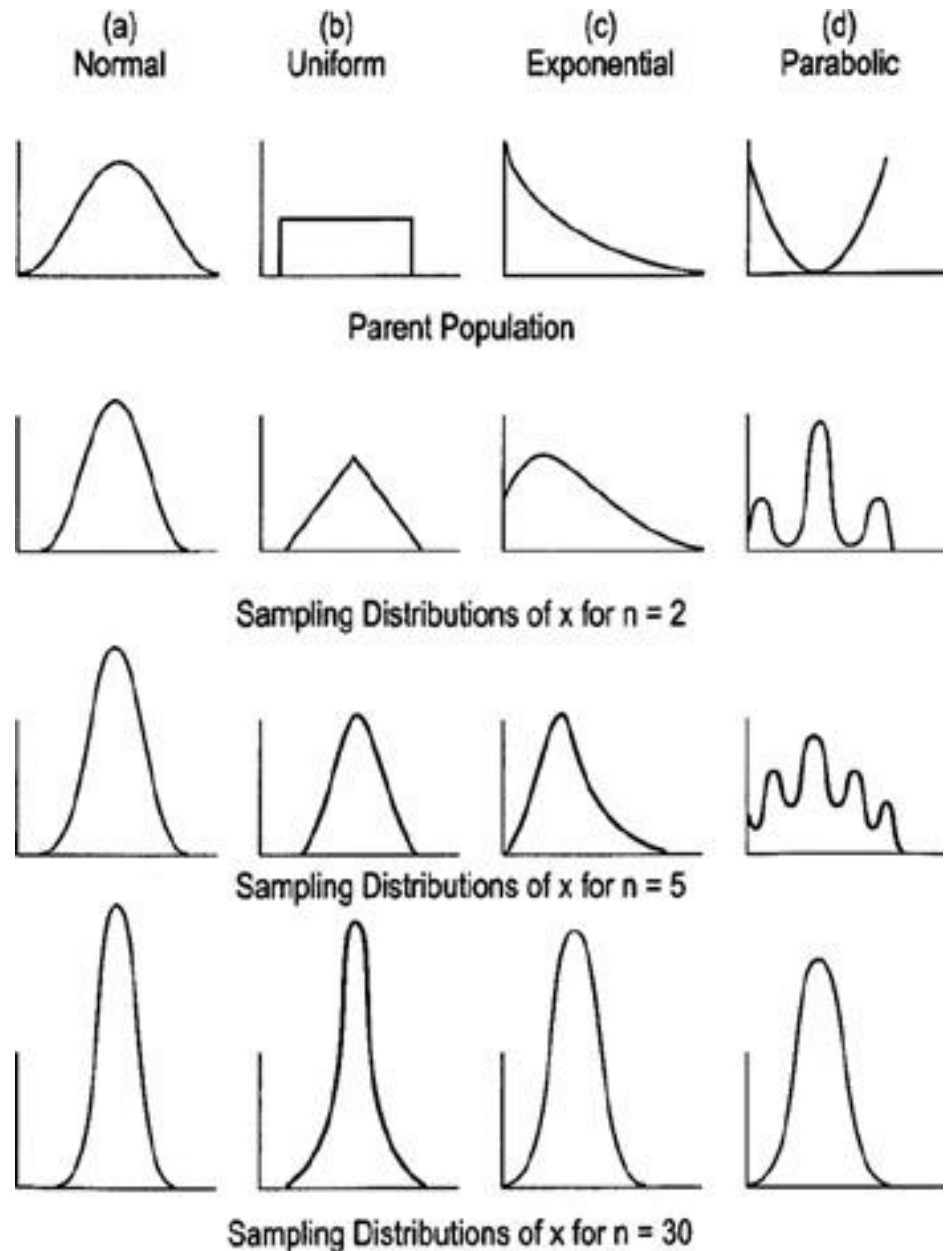 (a) (b) (c) (d)
Normal Uniform Exponential Parabolic
Parent Population
Sampling Distributions of x for n = 2
Sampling Distributions of x for n = 5
Sampling Distributions of x for n = 30